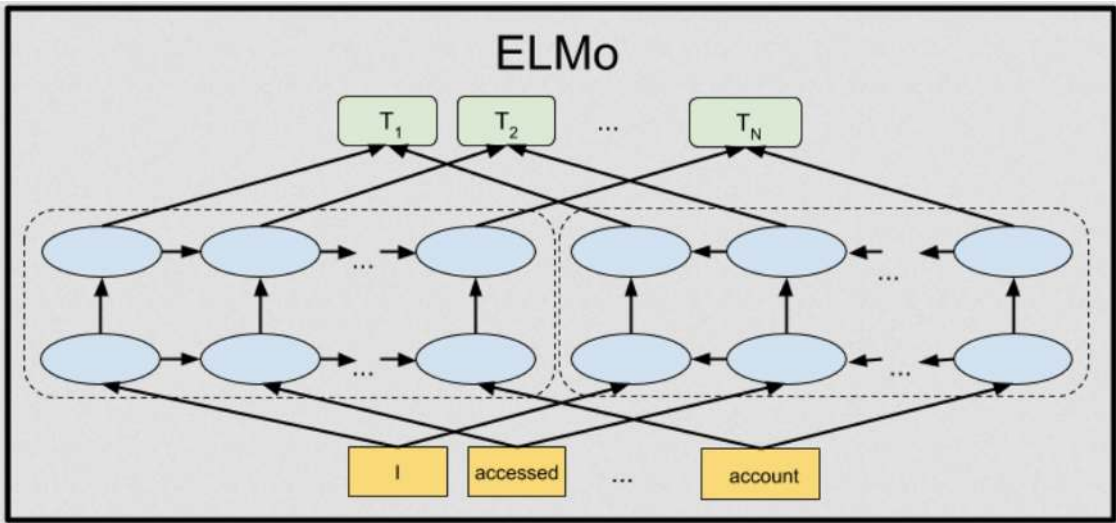 ELMo
T1 T2 ... TN
... ...
... ...
I accessed ... account